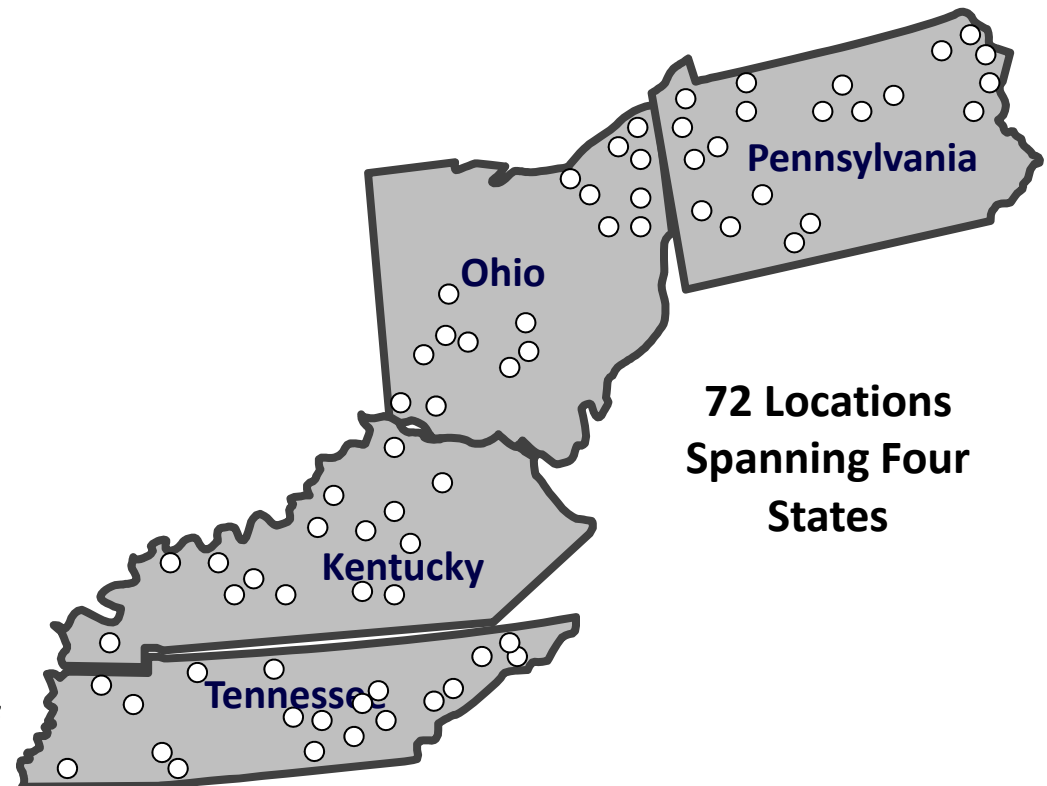 Pennsylvania
Ohio
72 Locations
Spanning Four
States
Kentucky
Tennessee